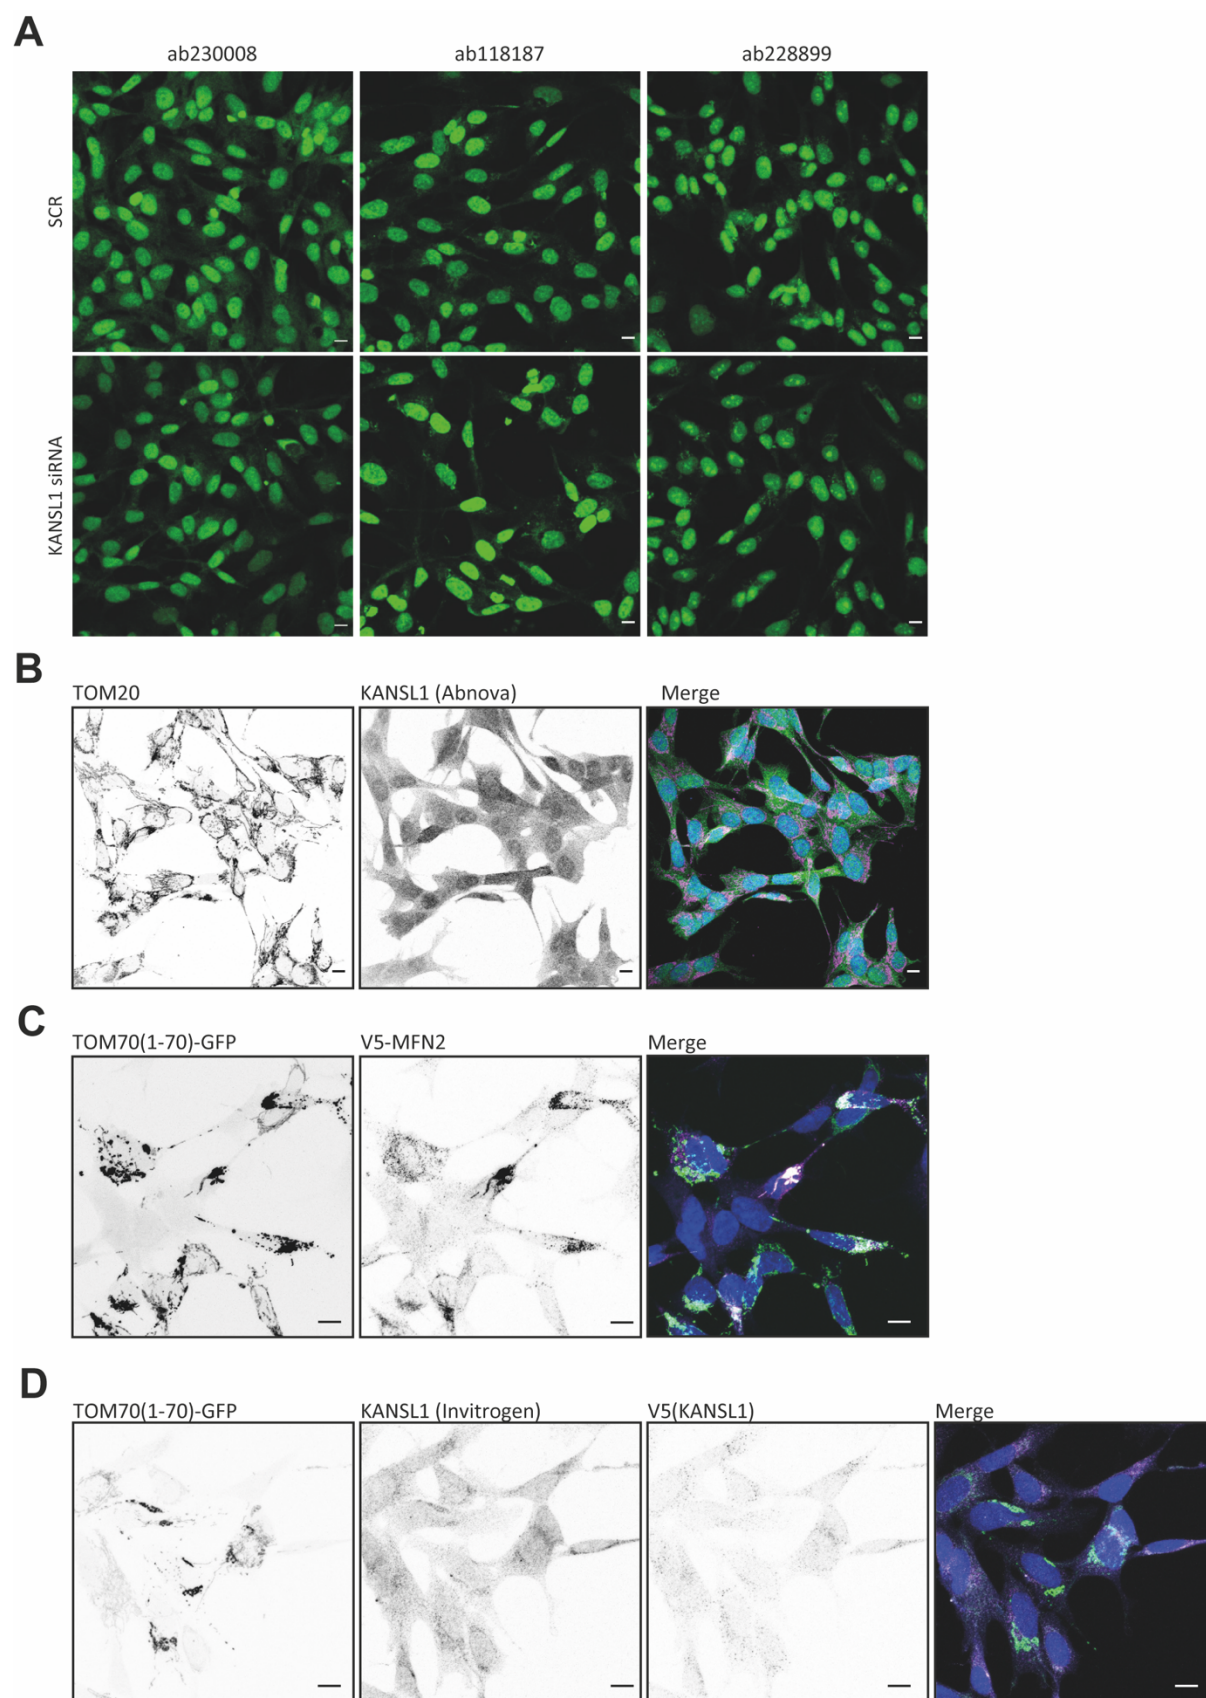 A
ab230008 ab118187 ab228899
SCR
KANSL1 siRNA
B
TOM20 KANSL1 (Abnova) Merge
C
TOM70(1-70)-GFP V5-MFN2 Merge
D
TOM70(1-70)-GFP KANSL1 (Invitrogen) V5(KANSL1) Merge